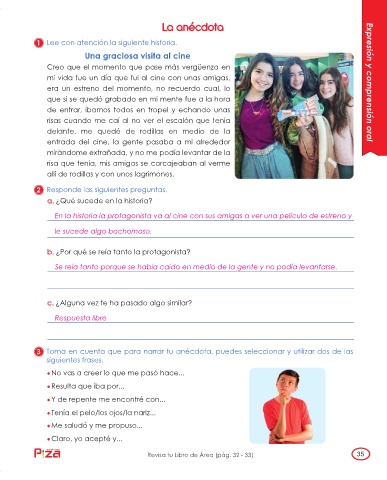 La anécdota
Expresión y comprensión oral
1 Lee con atención la siguiente historia.
Una graciosa visita al cine
Creo que el momento que pase más vergüenza en
mi vida fue un día que fui al cine con unas amigas,
era un estreno del momento, no recuerdo cual, lo
que si se quedó grabado en mi mente fue a la hora
de entrar, íbamos todos en tropel y echando unas
risas cuando me caí al no ver el escalón que tenía
delante, me quedé de rodillas en medio de la
entrada del cine, la gente pasaba a mi alrededor
mirándome extrañada, y no me podía levantar de la
risa que tenía, mis amigas se carcajeaban al verme
allí de rodillas y con unos lagrimones.
2 Responde las siguientes preguntas.
a. ¿Qué sucede en la historia?
En la historia la protagonista va al cine con sus amigas a ver una película de estreno y
le sucede algo bochornoso.
b. ¿Por qué se reía tanto la protagonista?
Se reía tanto porque se había caído en medio de la gente y no podía levantarse.
c. ¿Alguna vez te ha pasado algo similar?
Respuesta libre
3 Toma en cuenta que para narrar tu anécdota, puedes seleccionar y utilizar dos de las
siguientes frases.
• No vas a creer lo que me pasó hace...
• Resulta que iba por...
• Y de repente me encontré con...
• Tenía el pelo/los ojos/la nariz...
• Me saludó y me propuso...
• Claro, yo acepté y...
Piza
Revisa tu Libro de Área (pág. 32 - 33)
35